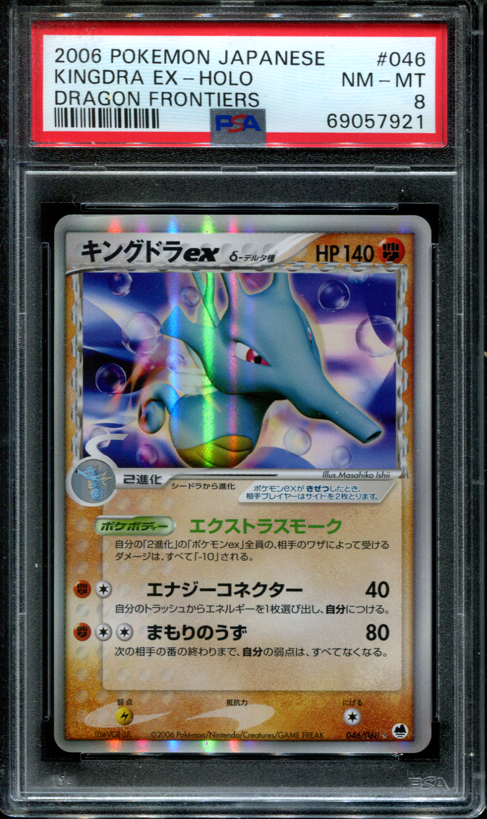 2006 POKEMON JAPANESE #046
KINGDRA EX-HOLO NM-MT
DRAGON FRONTIERS 8
PSA 69057921
キングドラex δ-デルタ種 HP 140
Illus. Masahiko Ishii
2進化 シードラから進化
ポケモンexがきぜつしたとき、
相手プレイヤーはサイドを2枚とります。
ポケボディー エクストラスモーク
自分の「2進化」の「ポケモンex」全員の、相手のワザによって受ける
ダメージは、すべて「-10」される。
エナジーコネクター 40
自分のトラッシュからエネルギーを1枚選び出し、自分につける。
まもりのうず 80
次の相手の番の終わりまで、自分の弱点は、すべてなくなる。
弱点 抵抗力 にげる
©2006 Pokémon/Nintendo/Creatures/GAME FREAK
046/068
PSA